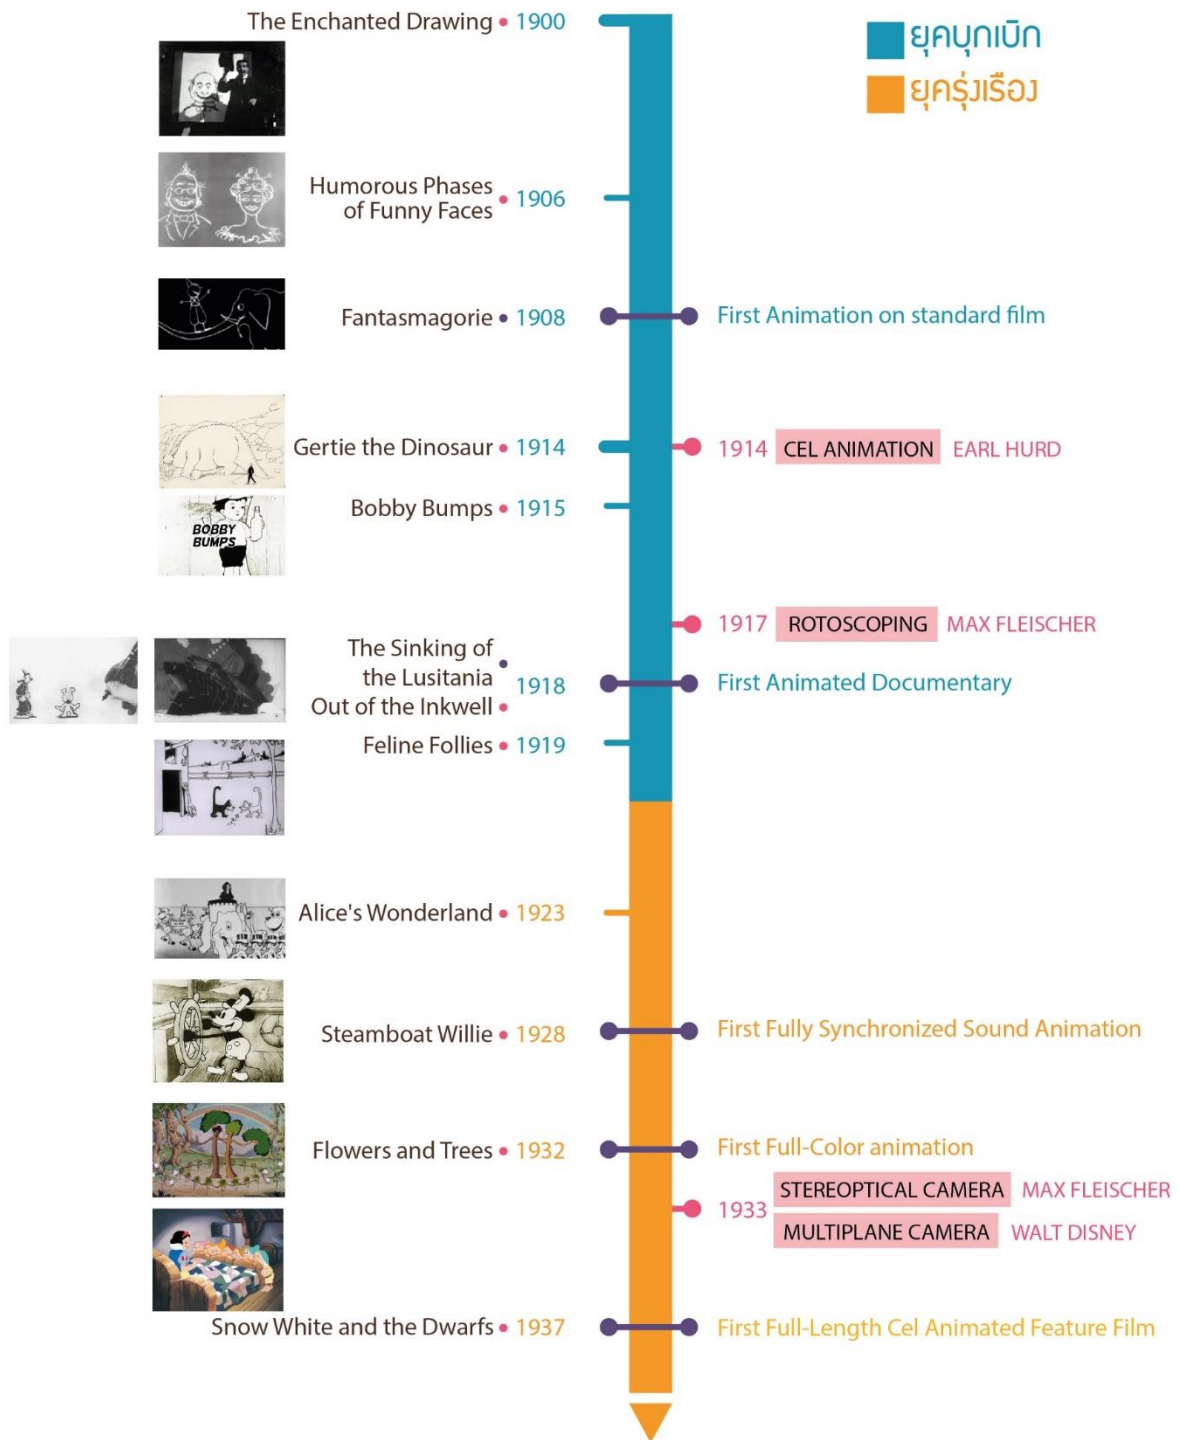 The Enchanted Drawing • 1900
ยุคบุกเบิก
ยุครุ่งเรือง
Humorous Phases
of Funny Faces • 1906
Fantasmagorie • 1908
First Animation on standard film
Gertie the Dinosaur • 1914
1914 CEL ANIMATION EARL HURD
BOBBY
BUMPS
Bobby Bumps • 1915
1917 ROTOSCOPING MAX FLEISCHER
The Sinking of •
the Lusitania
1918
Out of the Inkwell •
First Animated Documentary
Feline Follies • 1919
Alice's Wonderland • 1923
Steamboat Willie • 1928
First Fully Synchronized Sound Animation
Flowers and Trees • 1932
First Full-Color animation
1933
STEREOPTICAL CAMERA MAX FLEISCHER
MULTIPLANE CAMERA WALT DISNEY
Snow White and the Dwarfs • 1937
First Full-Length Cel Animated Feature Film